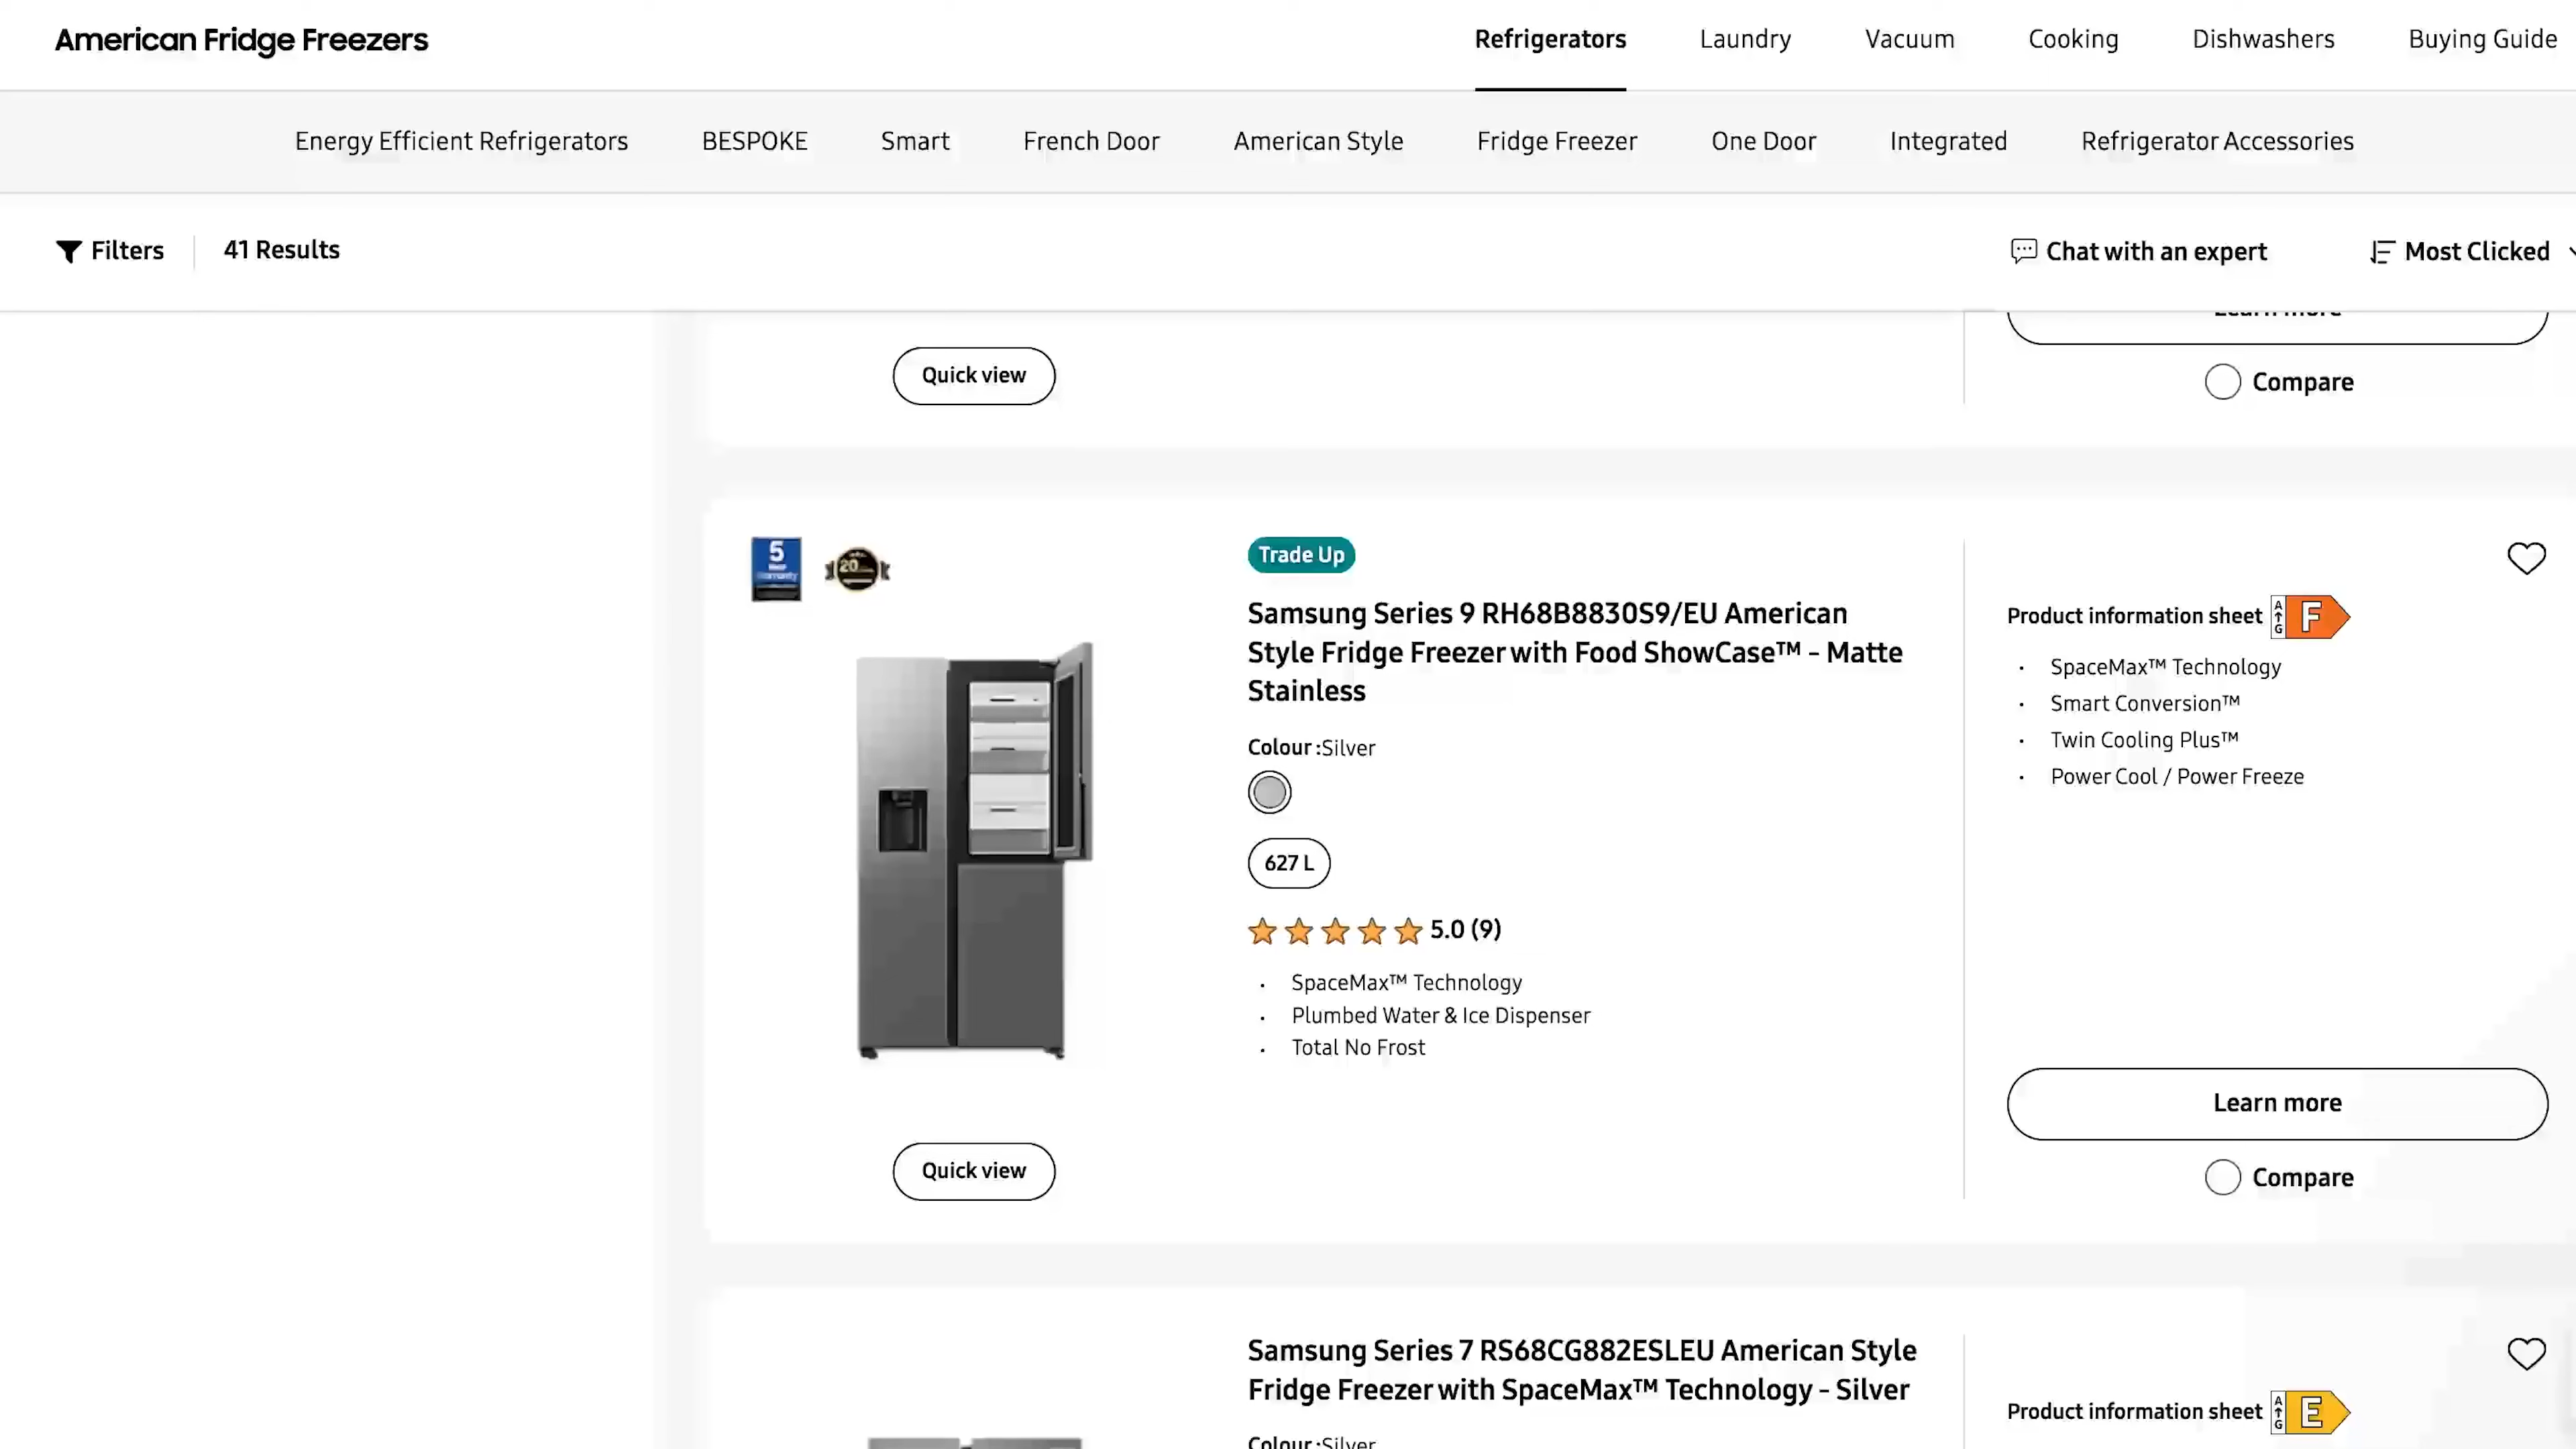 American Fridge Freezers
Refrigerators
Laundry
Vacuum
Cooking
Dishwashers
Buying Guide
Energy Efficient Refrigerators
BESPOKE
Smart
French Door
American Style
Fridge Freezer
One Door
Integrated
Refrigerator Accessories
Filters
41 Results
Chat with an expert
Most Clicked
Quick view
Learn more
Compare
5
Warranty
20
Trade Up
Samsung Series 9 RH68B8830S9/EU American
Style Fridge Freezer with Food ShowCase™ - Matte
Stainless
Colour :Silver
627 L
5.0 (9)
· SpaceMax™ Technology
· Plumbed Water & Ice Dispenser
· Total No Frost
Quick view
Product information sheet A G F
· SpaceMax™ Technology
· Smart Conversion™
· Twin Cooling Plus™
· Power Cool / Power Freeze
Learn more
Compare
Samsung Series 7 RS68CG882ESLEU American Style
Fridge Freezer with SpaceMax™ Technology - Silver
Colour :Silver
Product information sheet A G E